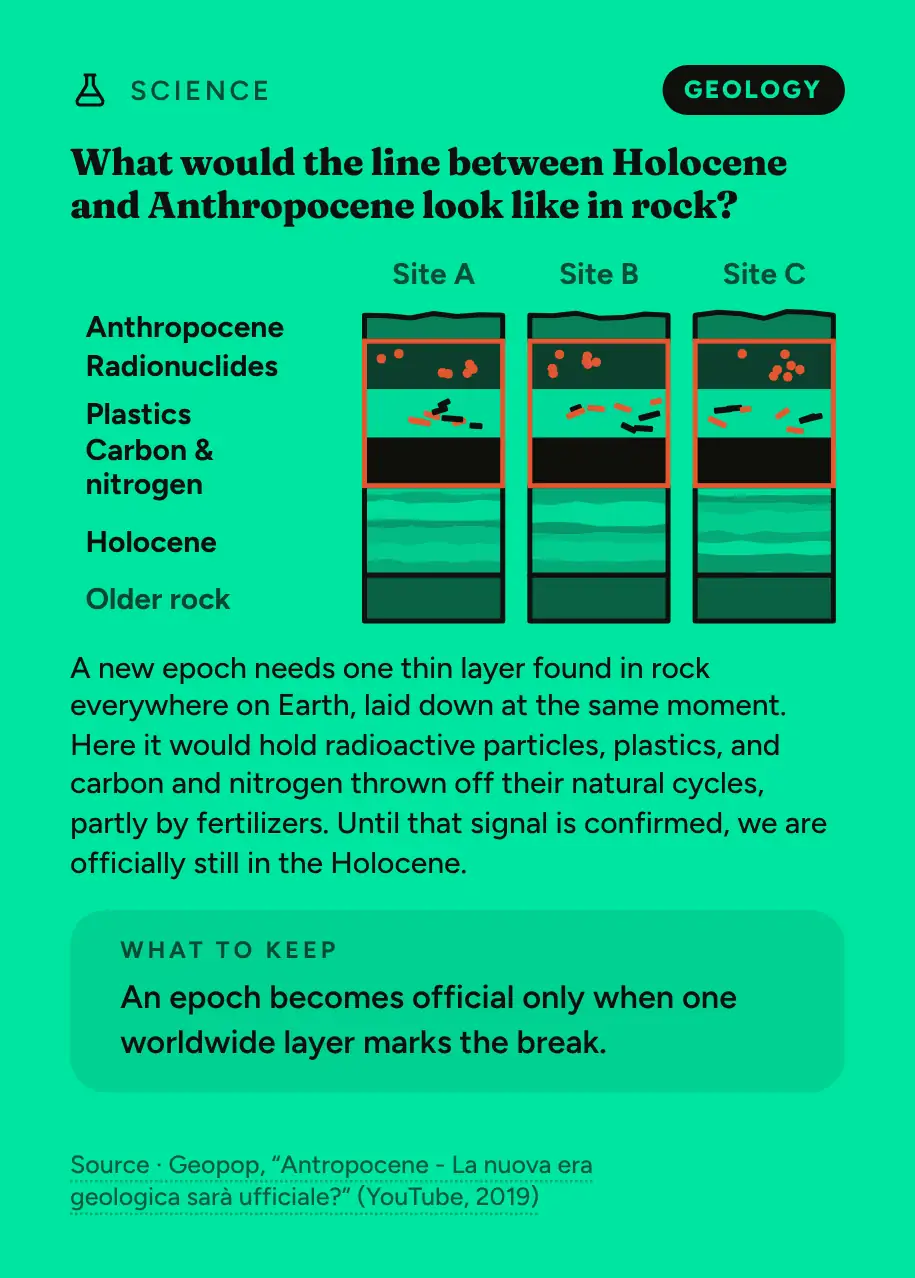 SCIENCE
GEOLOGY
What would the line between Holocene
and Anthropocene look like in rock?
Site A
Site B
Site C
Anthropocene
Radionuclides
Plastics
Carbon &
nitrogen
Holocene
Older rock
A new epoch needs one thin layer found in rock
everywhere on Earth, laid down at the same moment.
Here it would hold radioactive particles, plastics, and
carbon and nitrogen thrown off their natural cycles,
partly by fertilizers. Until that signal is confirmed, we are
officially still in the Holocene.
WHAT TO KEEP
An epoch becomes official only when one
worldwide layer marks the break.
Source · Geopop, “Antropocene - La nuova era
geologica sarà ufficiale?” (YouTube, 2019)